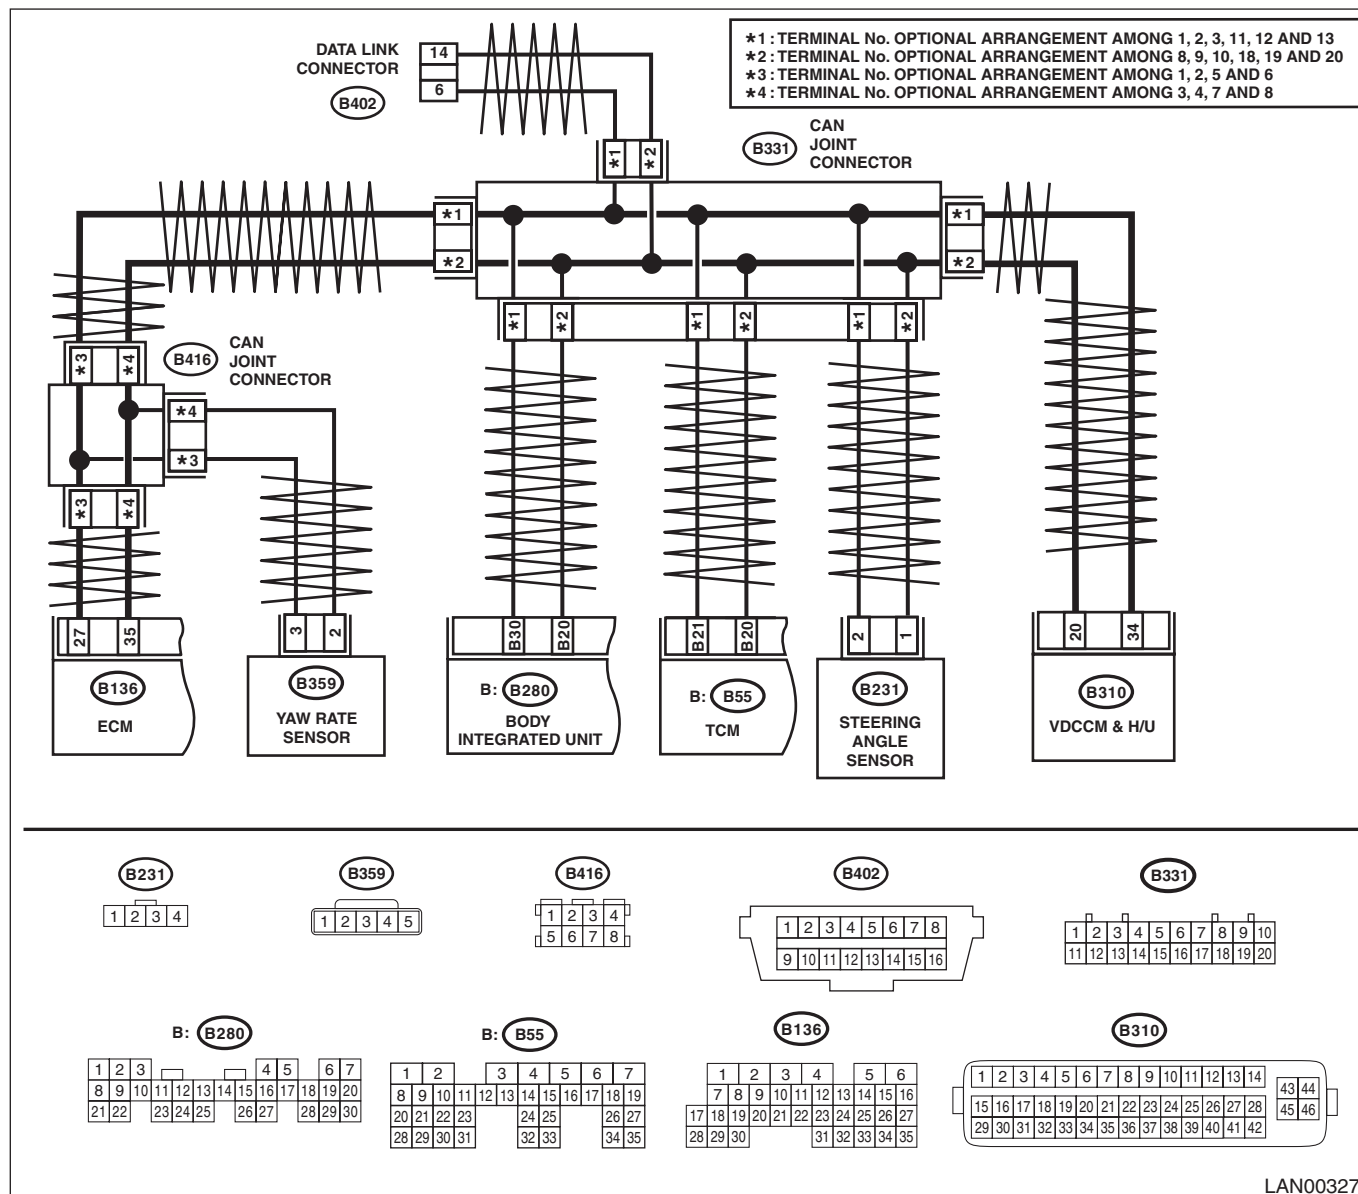 DATA LINK
CONNECTOR
B402
14
6
*1 : TERMINAL No. OPTIONAL ARRANGEMENT AMONG 1, 2, 3, 11, 12 AND 13
*2 : TERMINAL No. OPTIONAL ARRANGEMENT AMONG 8, 9, 10, 18, 19 AND 20
*3 : TERMINAL No. OPTIONAL ARRANGEMENT AMONG 1, 2, 5 AND 6
*4 : TERMINAL No. OPTIONAL ARRANGEMENT AMONG 3, 4, 7 AND 8
*1 *2
B331
CAN
JOINT
CONNECTOR
*1 *1
*2 *2
*1 *2 *1 *2 *1 *2
*3 *4
B416
CAN
JOINT
CONNECTOR
*4
*3
*3 *4
27 35
3 2
B30 B20
B21 B20
2 1
20 34
B136
ECM
B359
YAW RATE
SENSOR
B: B280
BODY
INTEGRATED UNIT
B: B55
TCM
B231
STEERING
ANGLE
SENSOR
B310
VDCCM & H/U
B231
1 2 3 4
B359
1 2 3 4 5
B416
1 2 3 4
5 6 7 8
B402
1 2 3 4 5 6 7 8
9 10 11 12 13 14 15 16
B331
1 2 3 4 5 6 7 8 9 10
11 12 13 14 15 16 17 18 19 20
B: B280
1 2 3 4 5 6 7
8 9 10 11 12 13 14 15 16 17 18 19 20
21 22 23 24 25 26 27 28 29 30
B: B55
1 2 3 4 5 6 7
8 9 10 11 12 13 14 15 16 17 18 19
20 21 22 23 24 25 26 27
28 29 30 31 32 33 34 35
B136
1 2 3 4 5 6
7 8 9 10 11 12 13 14 15 16
17 18 19 20 21 22 23 24 25 26 27
28 29 30 31 32 33 34 35
B310
1 2 3 4 5 6 7 8 9 10 11 12 13 14
15 16 17 18 19 20 21 22 23 24 25 26 27 28
29 30 31 32 33 34 35 36 37 38 39 40 41 42
43 44
45 46
LAN00327